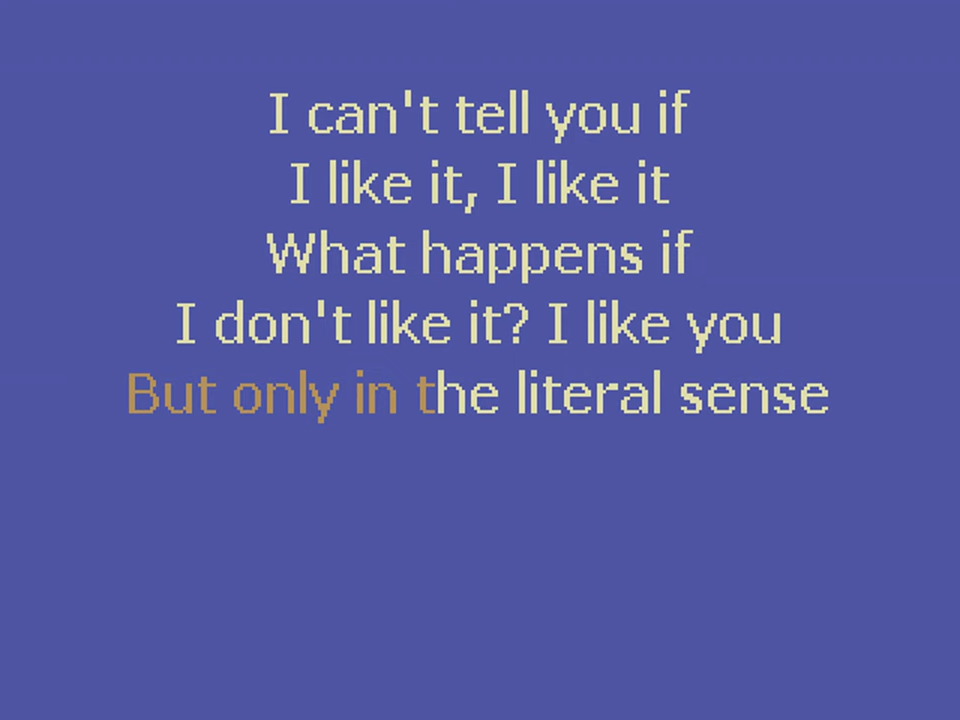 I can't tell you if
I like it, I like it
What happens if
I don't like it? I like you
But only in the literal sense